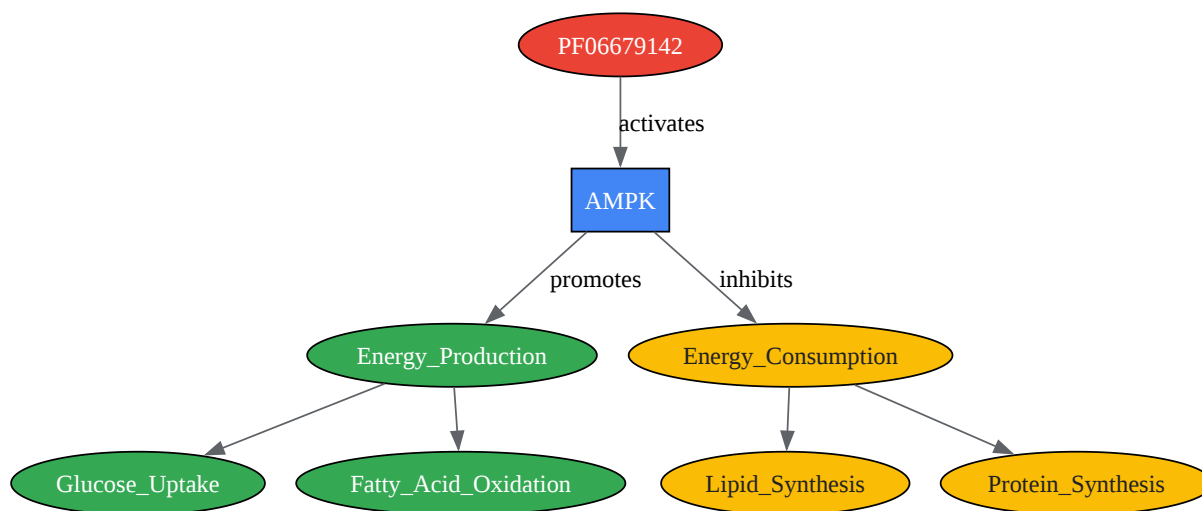 PF06679142
activates
AMPK
promotes
inhibits
Energy_Production
Energy_Consumption
Glucose_Uptake
Fatty_Acid_Oxidation
Lipid_Synthesis
Protein_Synthesis